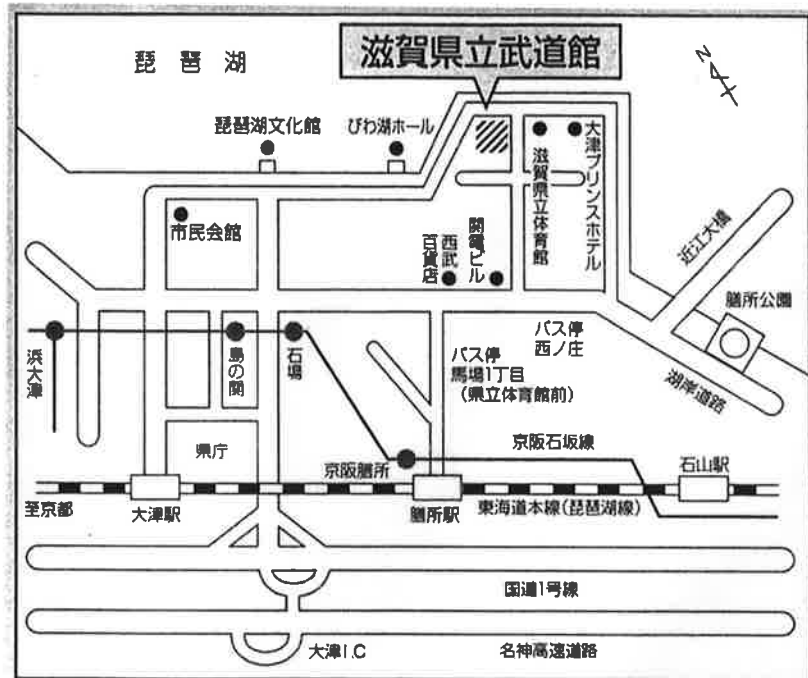 琵琶湖
滋賀県立武道館
N
琵琶湖文化館
びわ湖ホール
滋賀県立体育館
大津プリンスホテル
市民会館
西武
百貨店
関電ビル
近江大橋
膳所公園
浜大津
島の関
石場
バス停
西ノ庄
バス停
馬場1丁目
(県立体育館前)
湖岸道路
県庁
京阪膳所
京阪石坂線
石山駅
至京都
大津駅
膳所駅
東海道本線(琵琶湖線)
国道1号線
大津I.C
名神高速道路